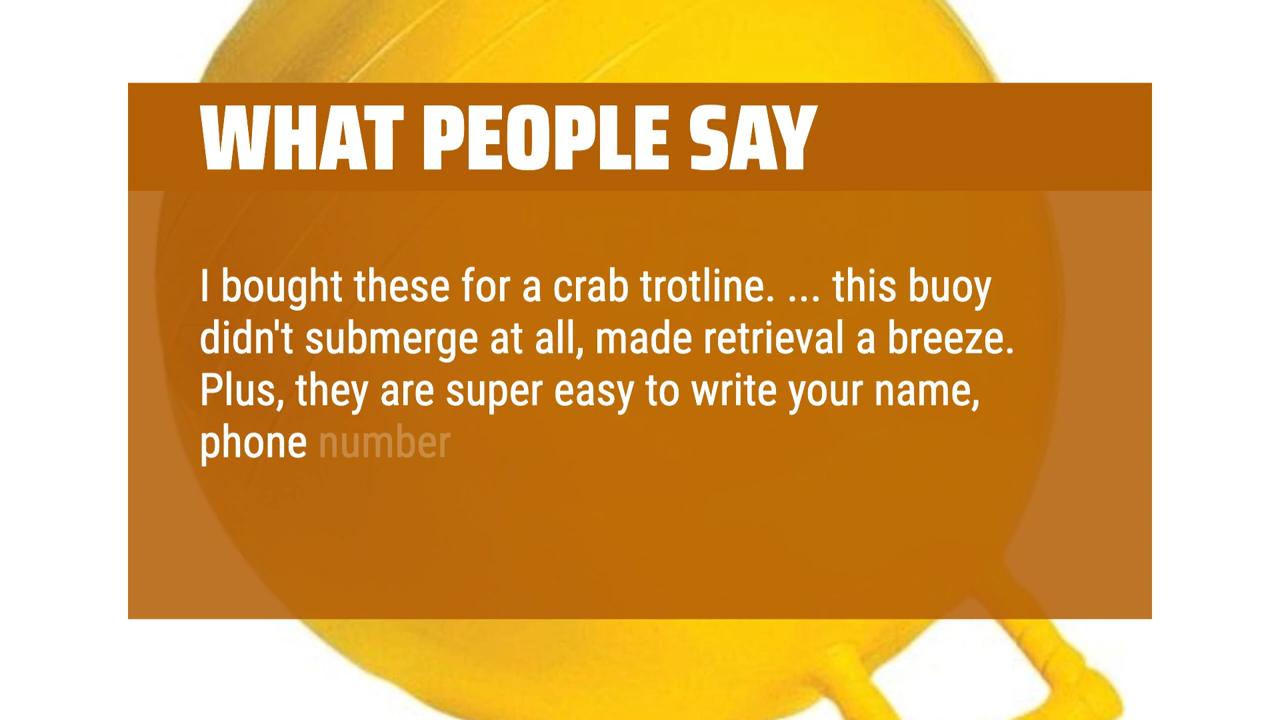 WHAT PEOPLE SAY
I bought these for a crab trotline. ... this buoy
didn't submerge at all, made retrieval a breeze.
Plus, they are super easy to write your name,
phone number